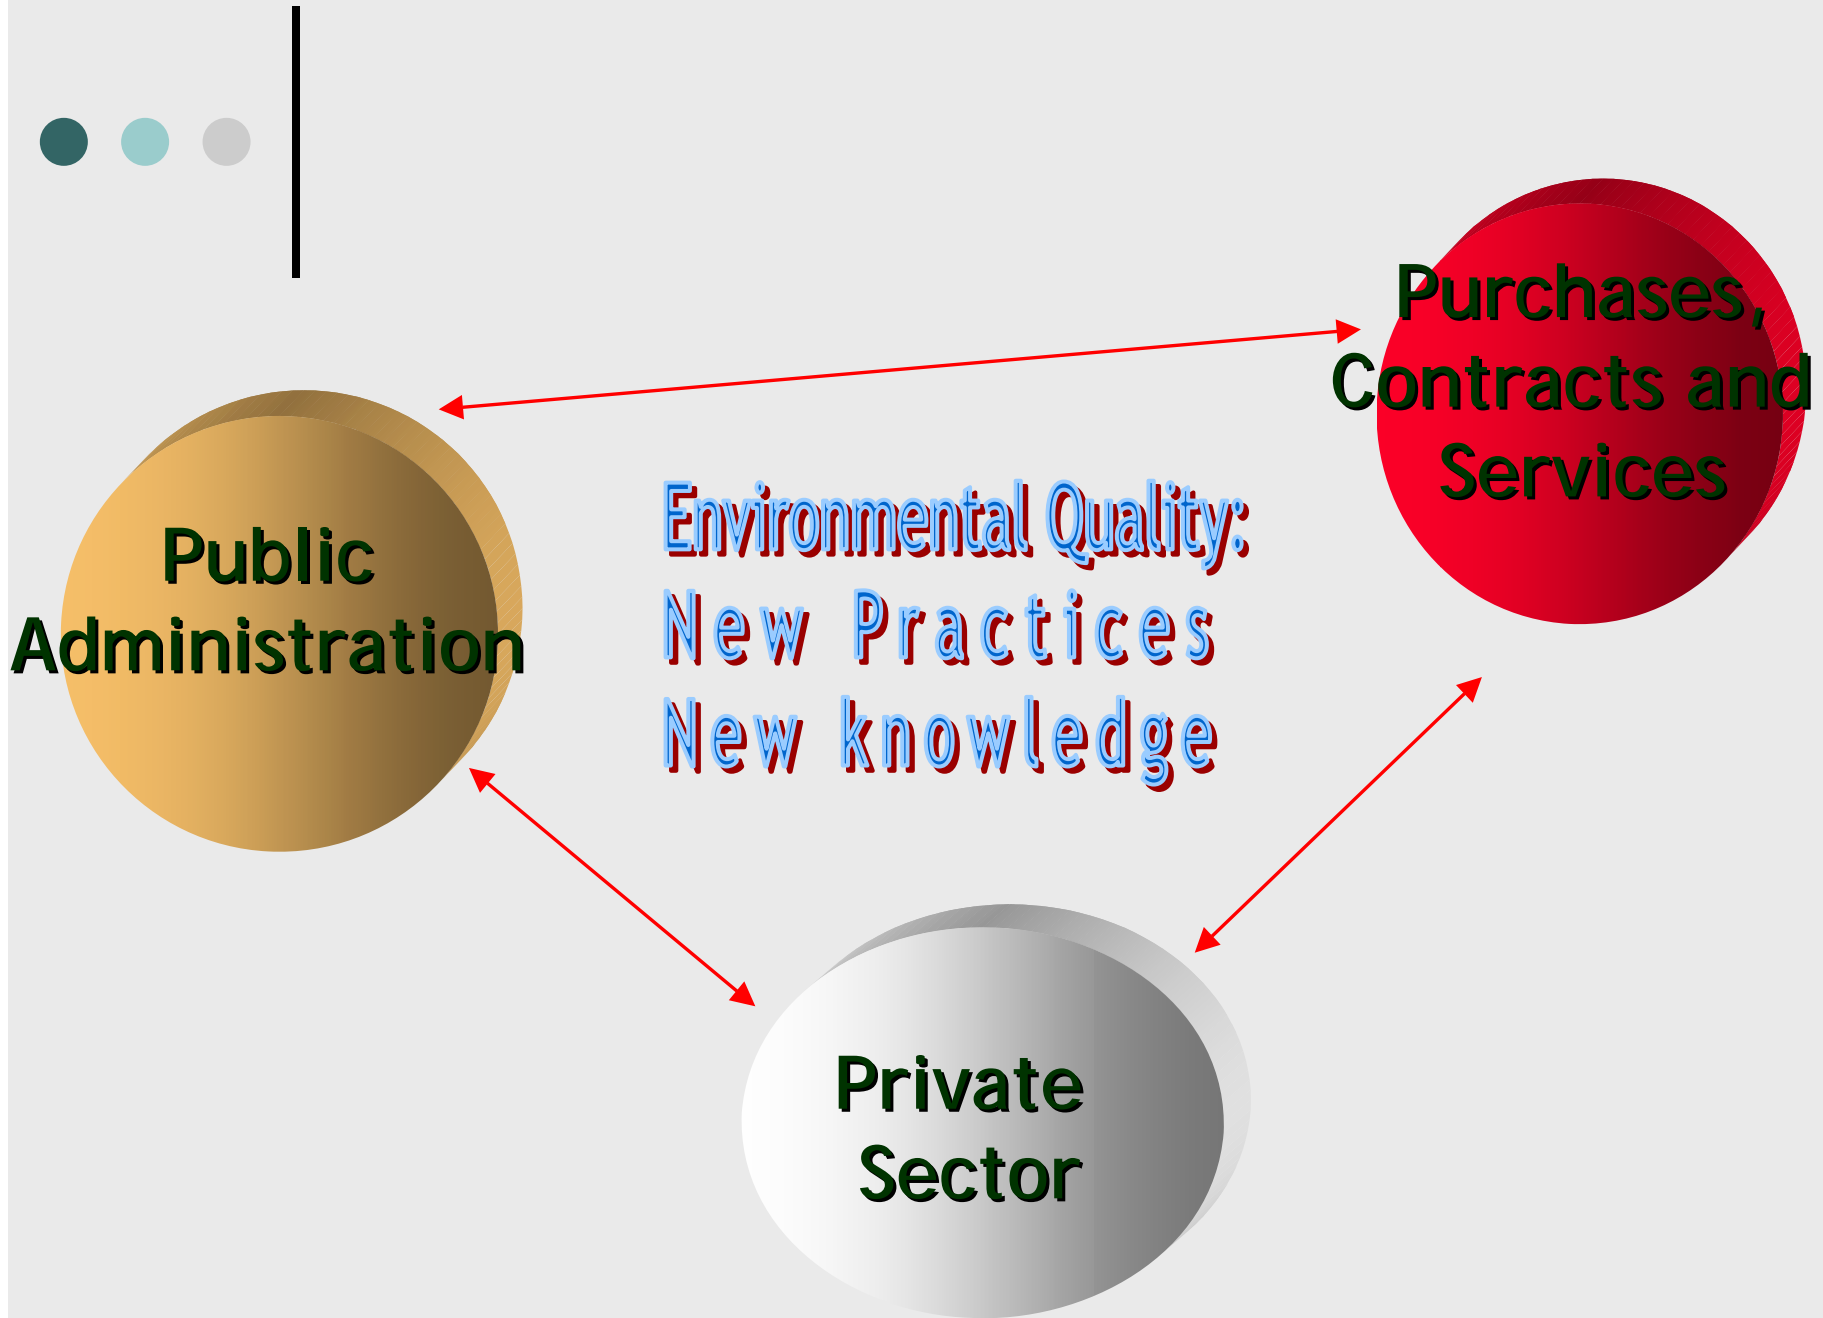 Purchases,
Contracts and
Services
Public
Administration
Environmental Quality:
New Practices
New knowledge
Private
Sector